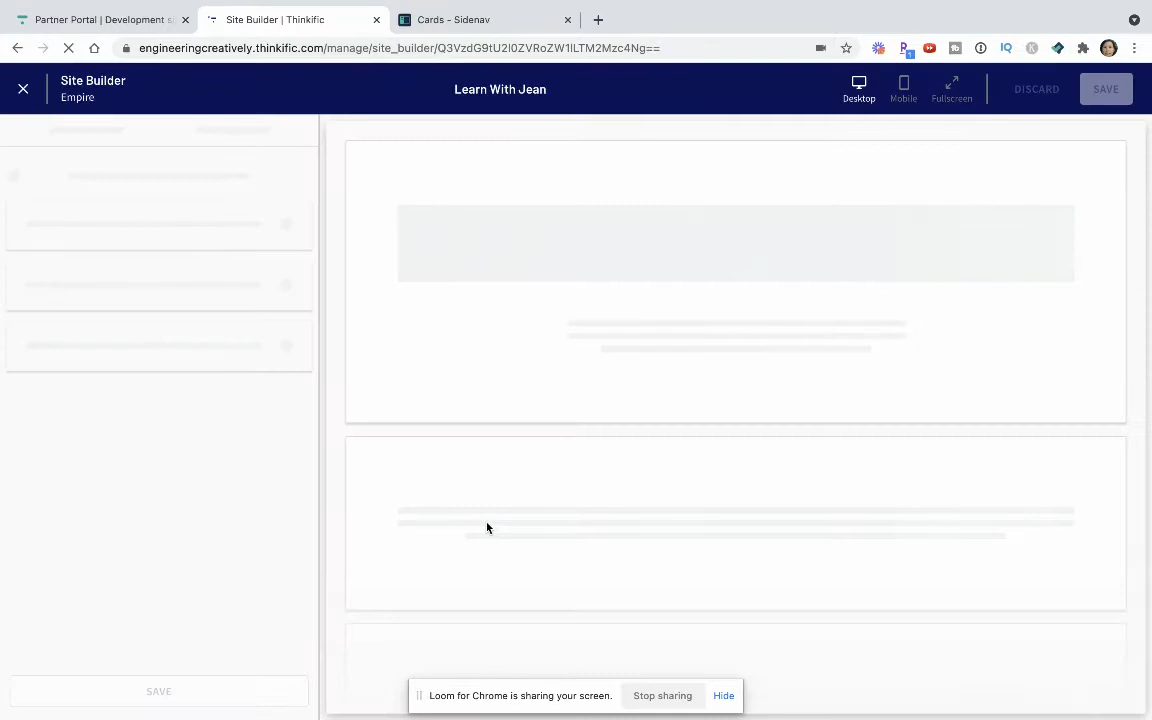 Partner Portal | Development s
Site Builder | Thinkific
Cards - Sidenav
engineeringcreatively.thinkific.com/manage/site_builder/Q3VzdG9tU2l0ZVRoZW1lLTM2Mzc4Ng==
Site Builder
Empire
Learn With Jean
Desktop
Mobile
Fullscreen
DISCARD
SAVE
SAVE
Loom for Chrome is sharing your screen.
Stop sharing
Hide